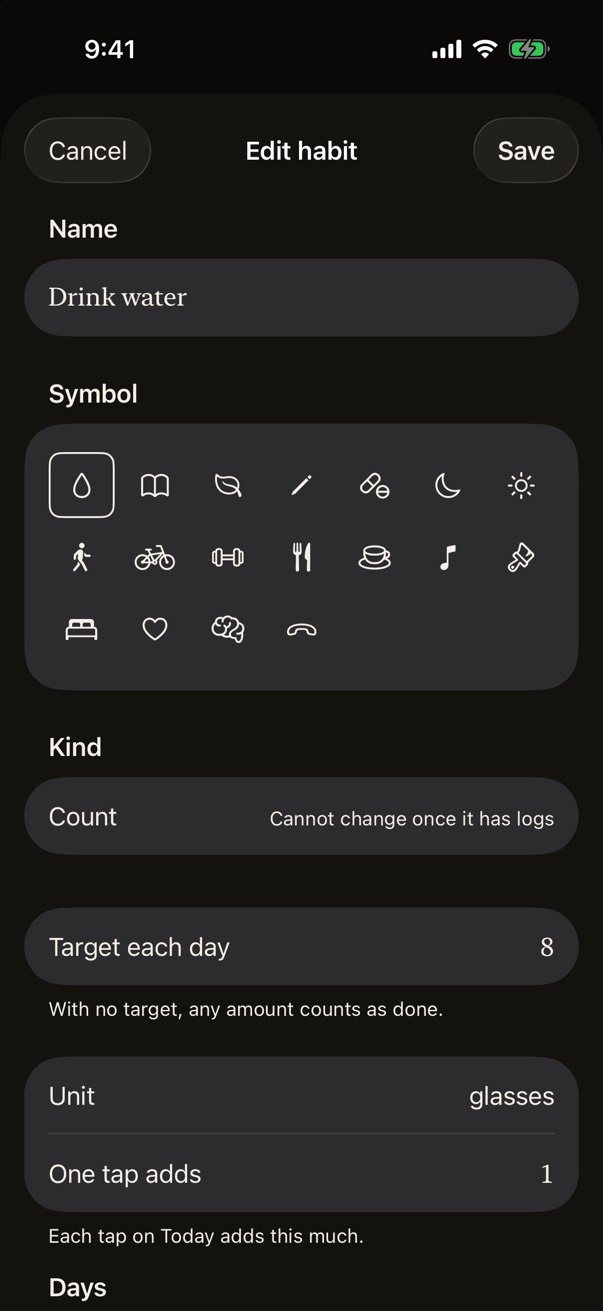 9:41
Cancel
Edit habit
Save
Name
Drink water
Symbol
Kind
Count
Cannot change once it has logs
Target each day
8
With no target, any amount counts as done.
Unit
glasses
One tap adds
1
Each tap on Today adds this much.
Days